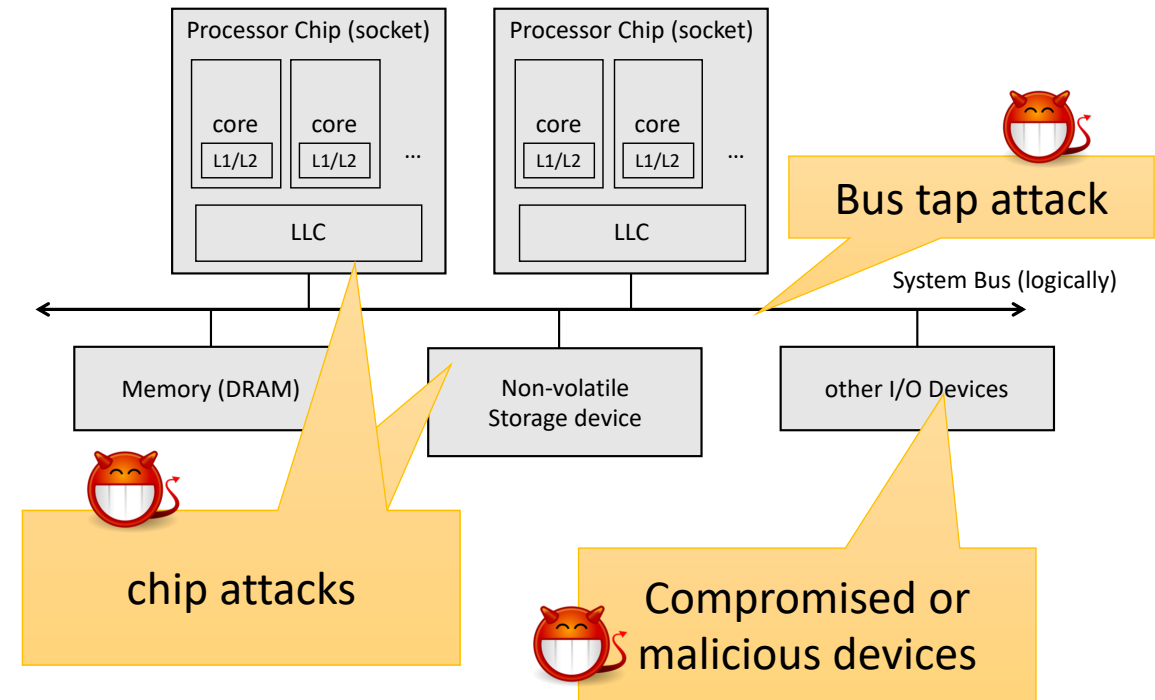 Processor Chip (socket)
core
L1/L2
core
L1/L2
...
LLC
Processor Chip (socket)
core
L1/L2
core
L1/L2
...
LLC
Bus tap attack
System Bus (logically)
Memory (DRAM)
Non-volatile
Storage device
other I/O Devices
chip attacks
Compromised or
malicious devices